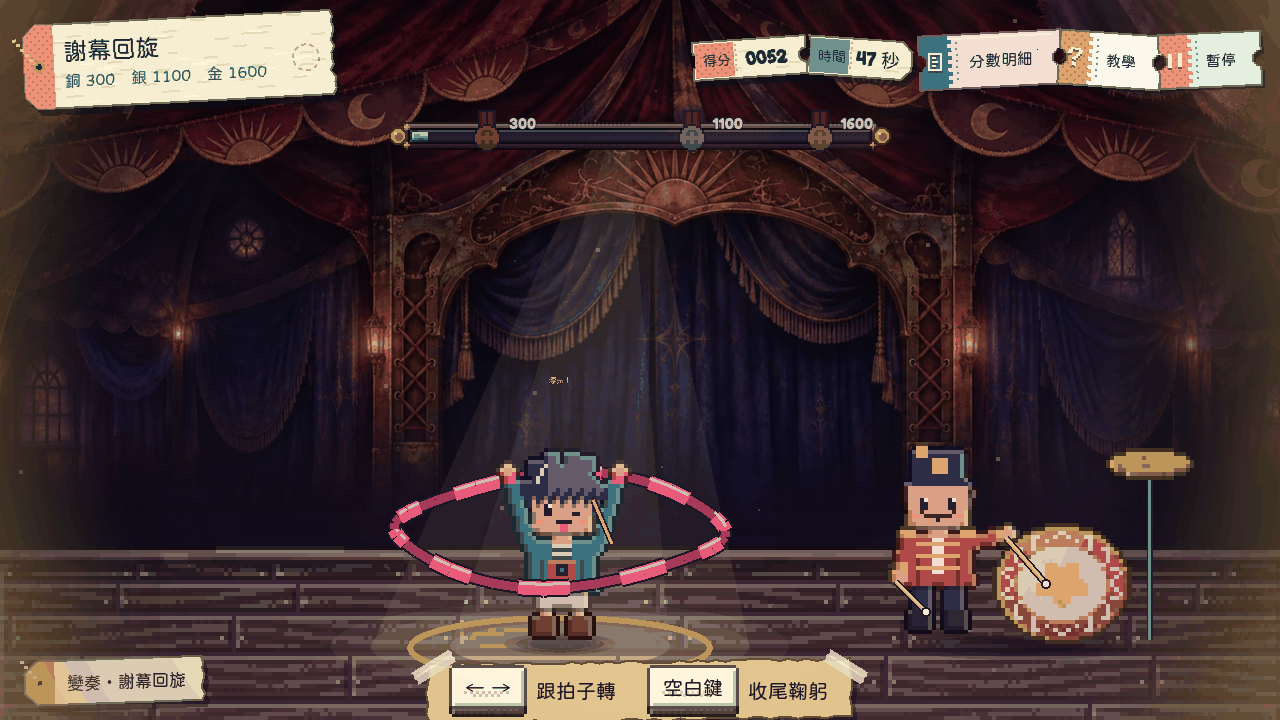 謝幕回旋
銅 300 銀 1100 金 1600
得分 0052
時間 47 秒
分數明細
?
教學
暫停
300
1100
1600
變奏·謝幕回旋
←→ 跟拍子轉
空白鍵 收尾鞠躬